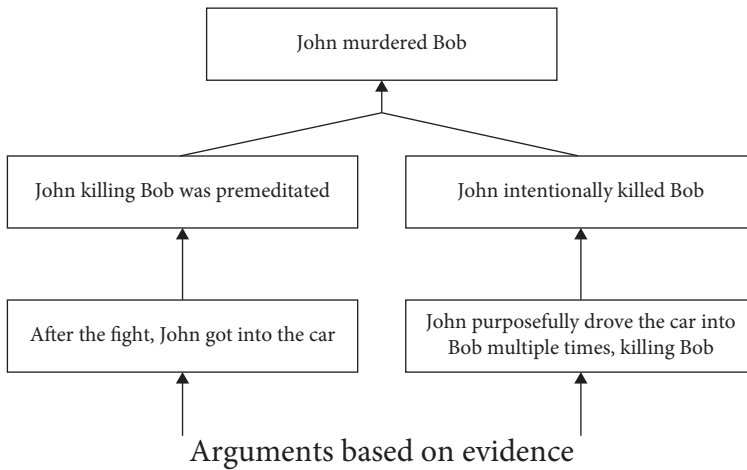 John murdered Bob
John killing Bob was premeditated
John intentionally killed Bob
After the fight, John got into the car
John purposefully drove the car into
Bob multiple times, killing Bob
Arguments based on evidence